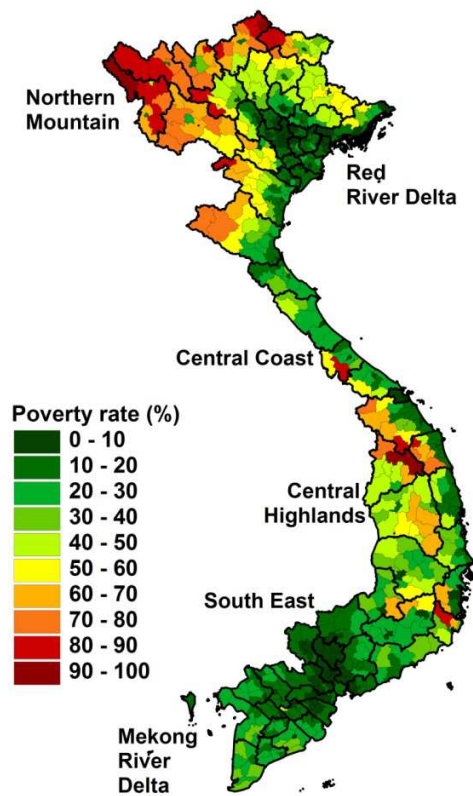 Northern
Mountain
Red
River Delta
Central Coast
Poverty rate (%)
0 - 10
10 - 20
20 - 30
30 - 40
40 - 50
50 - 60
60 - 70
70 - 80
80 - 90
90 - 100
Central
Highlands
South East
Mekong
River
Delta